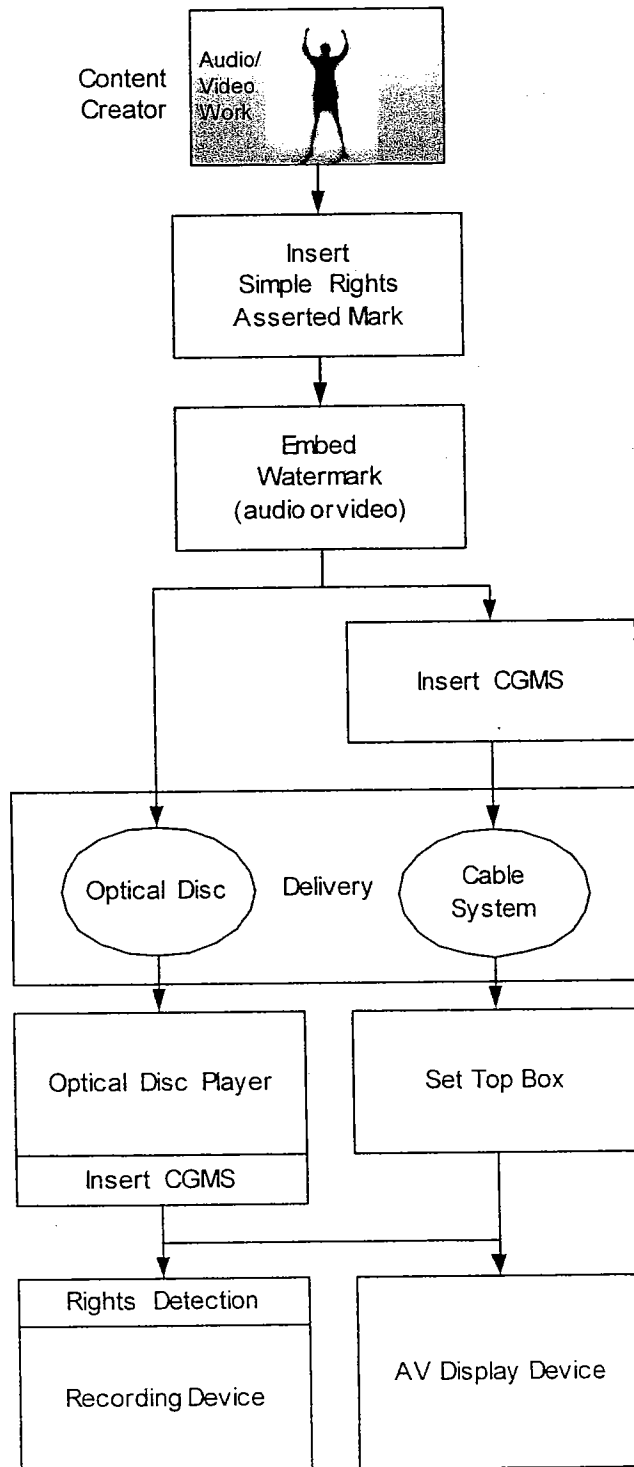 Content
Creator
Audio/
Video
Work
Insert
Simple Rights
Asserted Mark
Embed
Watermark
(audio or video)
Insert CGMS
Optical Disc
Delivery
Cable
System
Optical Disc Player
Insert CGMS
Set Top Box
Rights Detection
Recording Device
AV Display Device